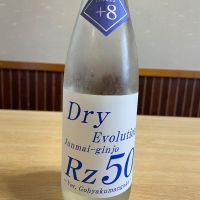 +8
Dry
Evolution
Junmai-ginjo
Rz50
Gohyakumangoku